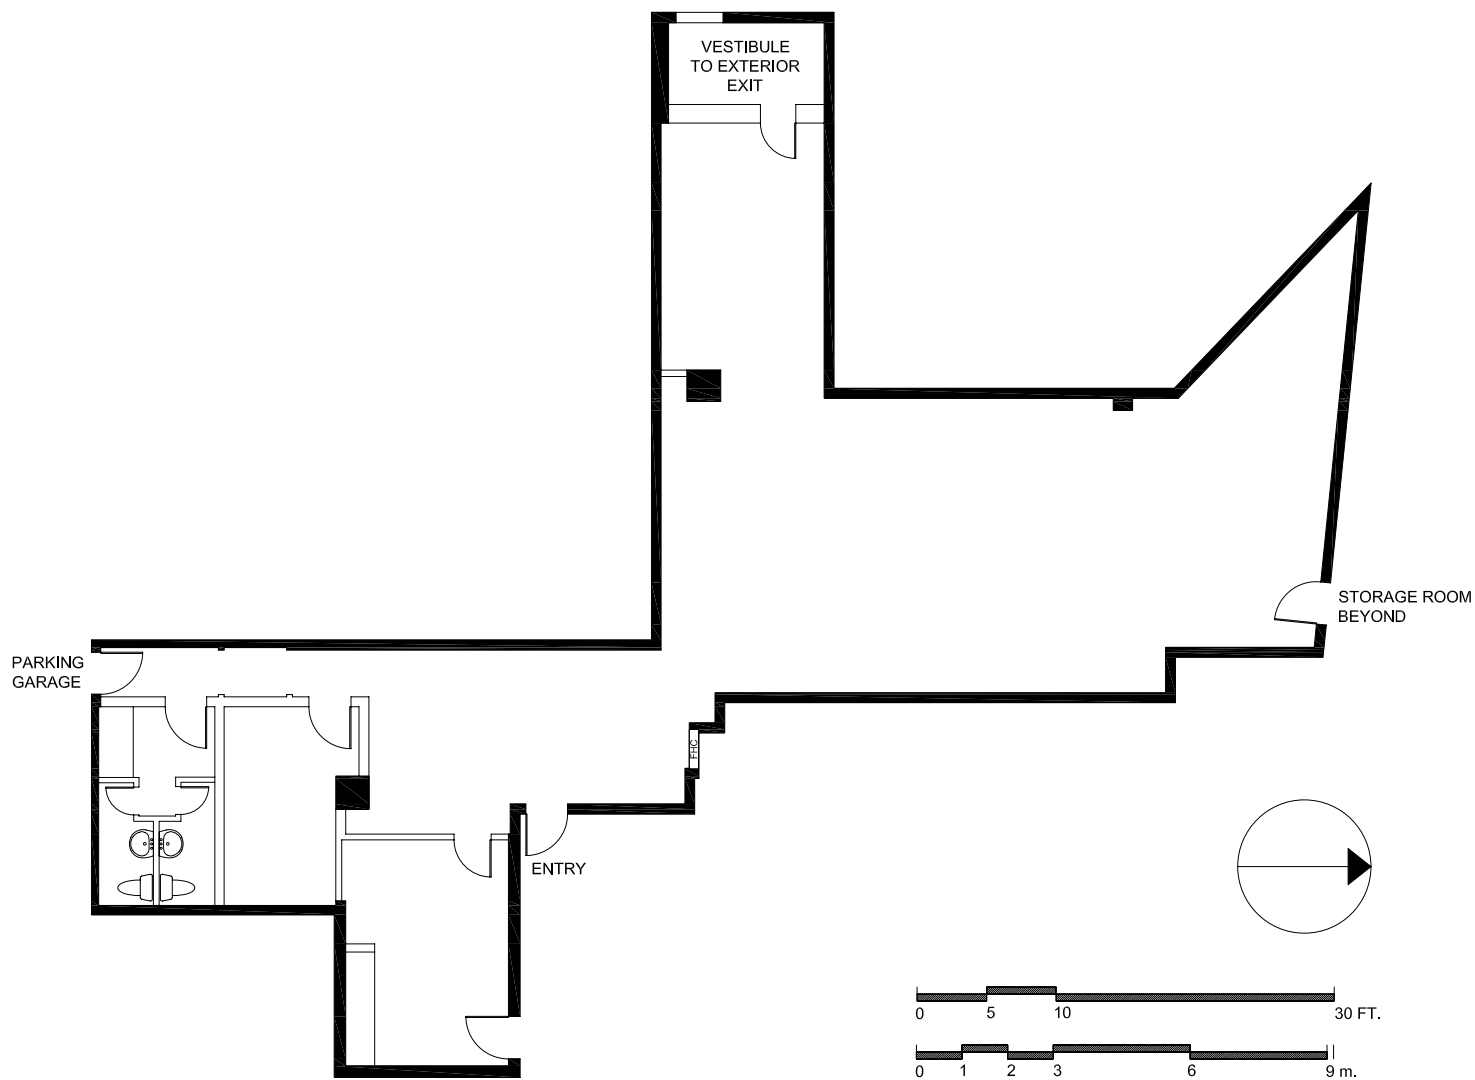 VESTIBULE
TO EXTERIOR
EXIT
STORAGE ROOM
BEYOND
PARKING
GARAGE
FHC
ENTRY
0 5 10 30 FT.
0 1 2 3 6 9 m.